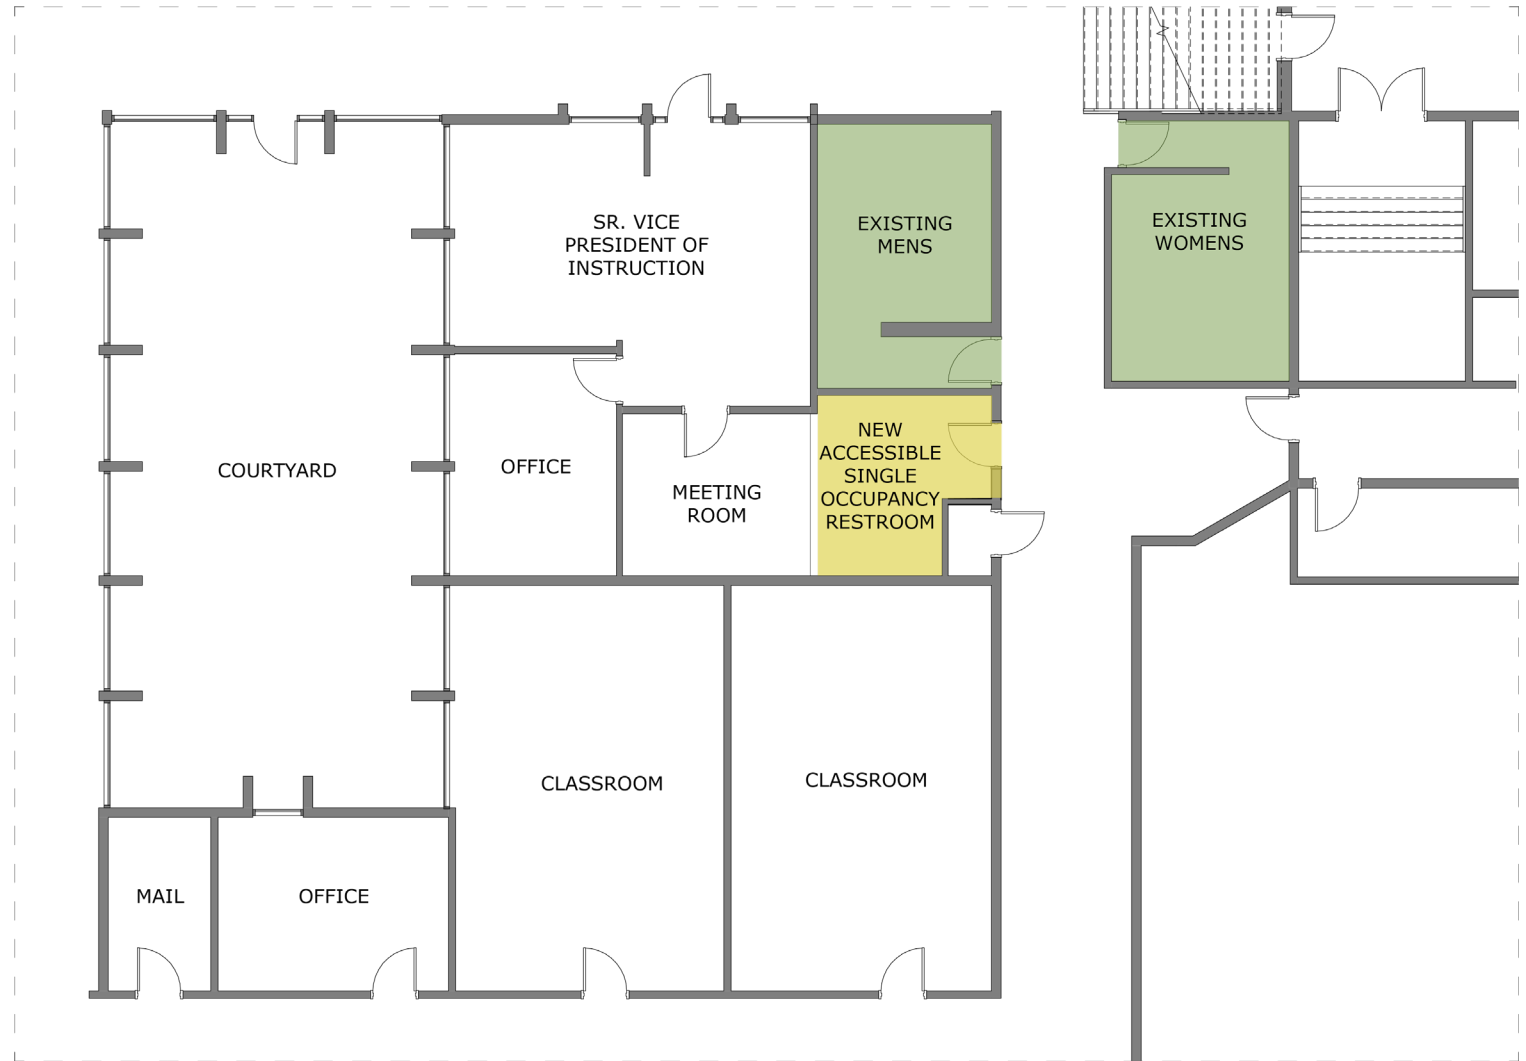 SR. VICE
PRESIDENT OF
INSTRUCTION
EXISTING
MENS
EXISTING
WOMENS
COURTYARD
OFFICE
MEETING
ROOM
NEW
ACCESSIBLE
SINGLE
OCCUPANCY
RESTROOM
CLASSROOM
CLASSROOM
MAIL
OFFICE